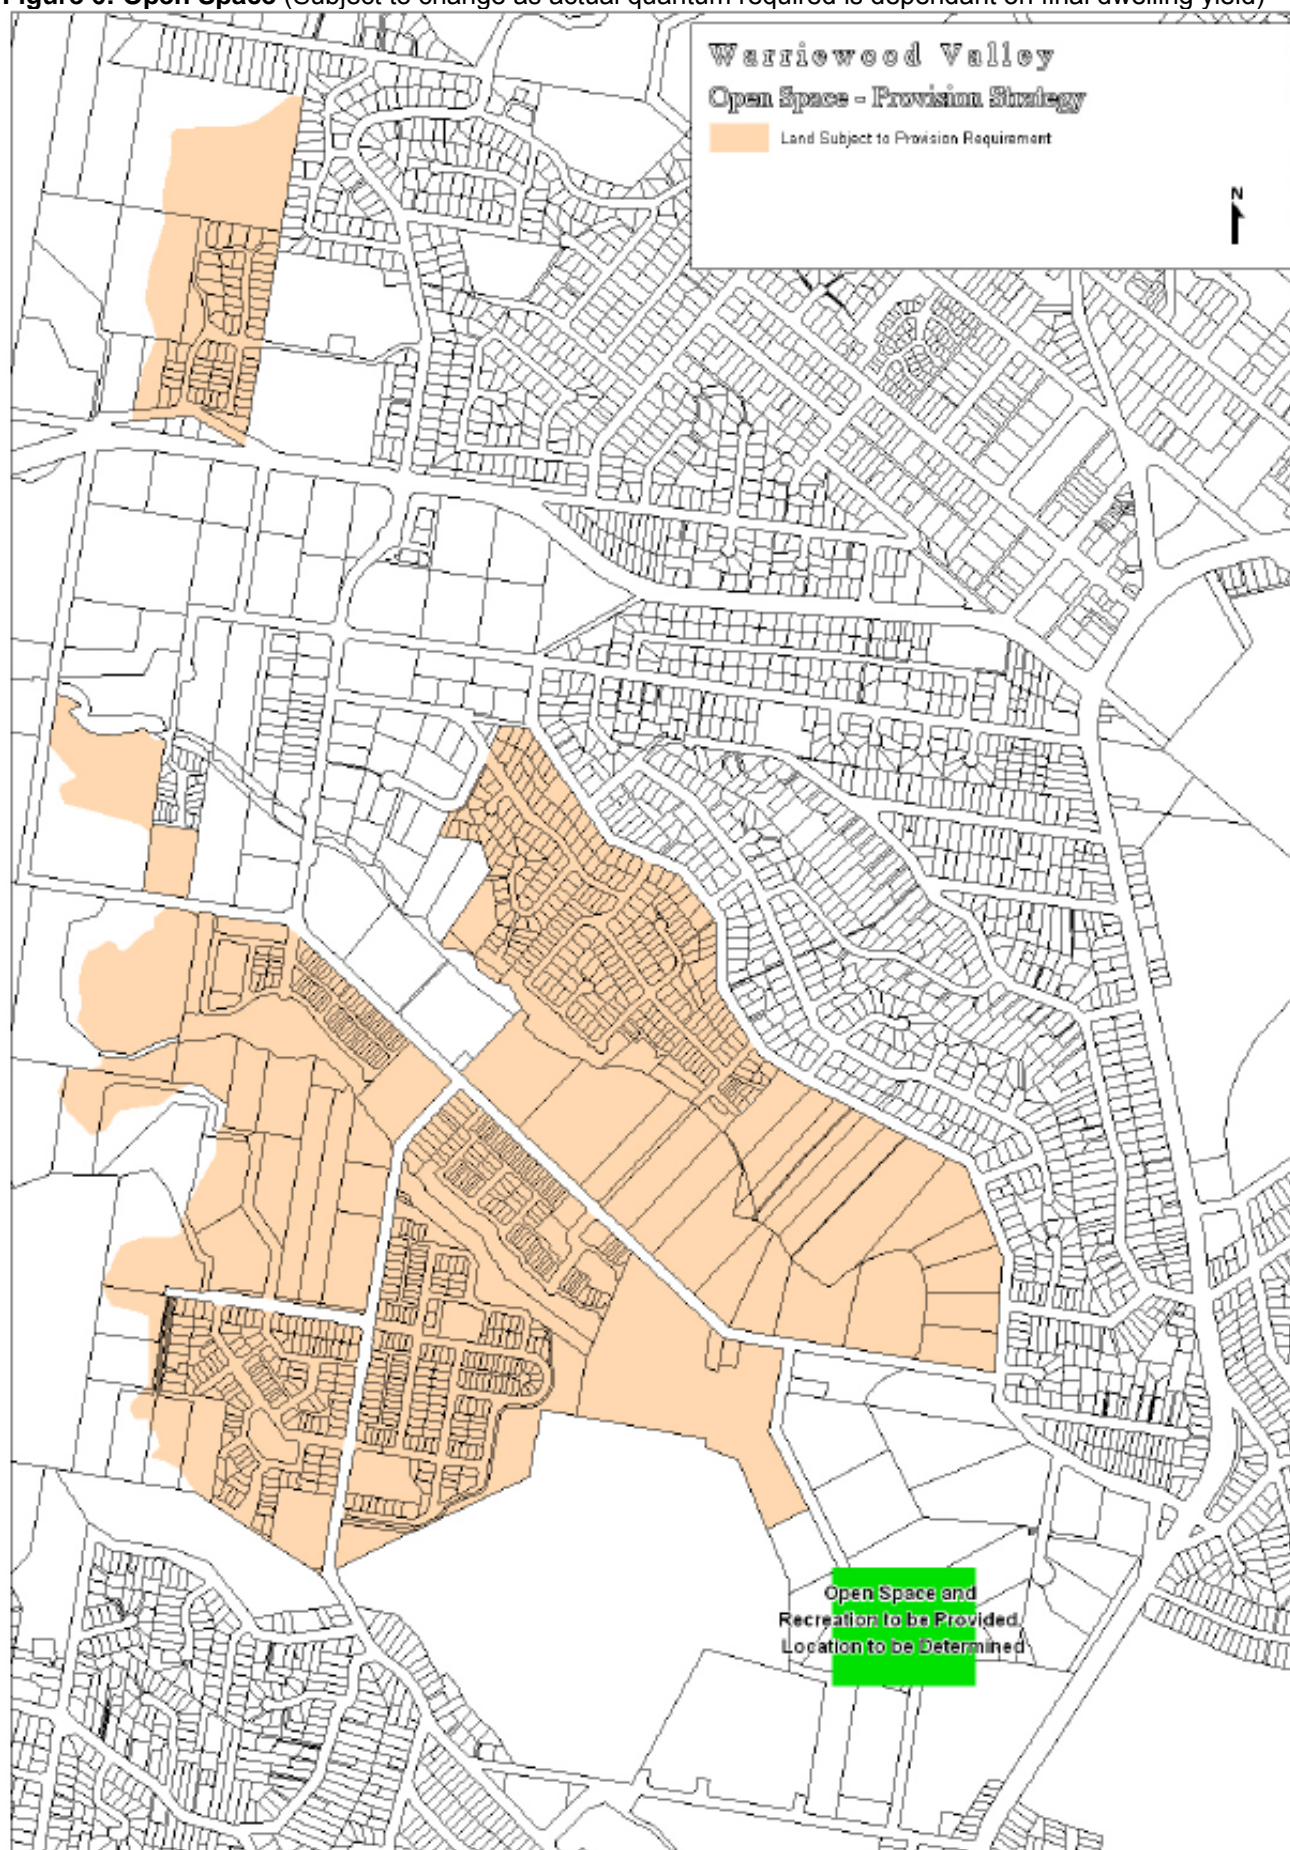 Figure 6: Open Space (Subject to change as actual quantum required is dependant on final dwelling yield)
Warriewood Valley
Open Space - Provision Strategy
Land Subject to Provision Requirement
N
Open Space and
Recreation to be Provided.
Location to be Determined